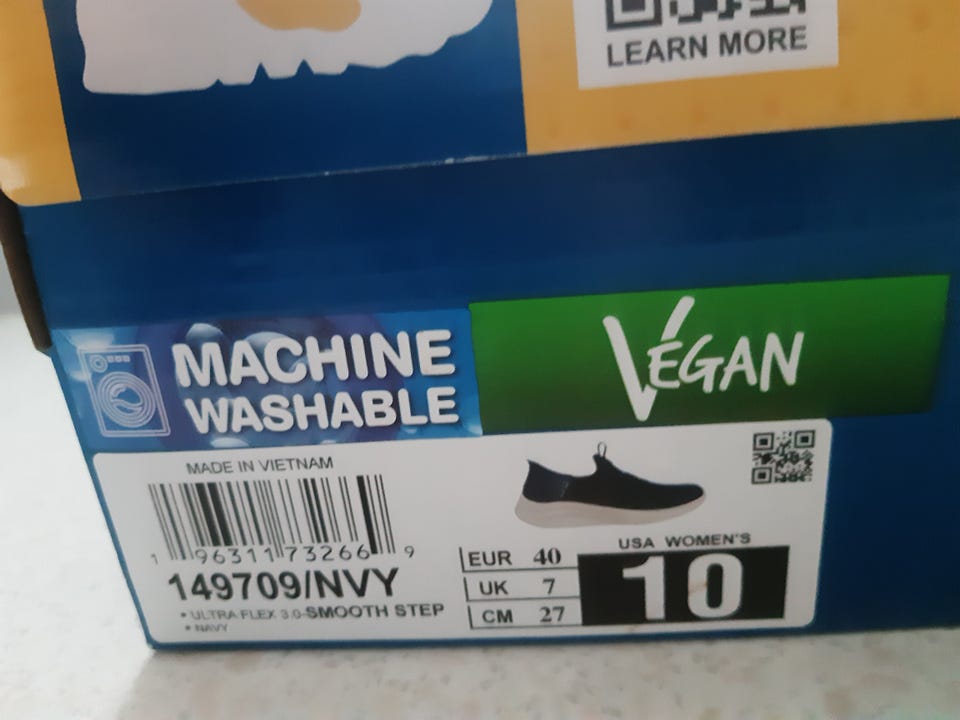 LEARN MORE
MACHINE
WASHABLE
VEGAN
MADE IN VIETNAM
1 96311 73266 9
149709/NVY
• ULTRA FLEX 3.0-SMOOTH STEP
• NAVY
EUR 40
UK 7
CM 27
USA WOMEN'S
10